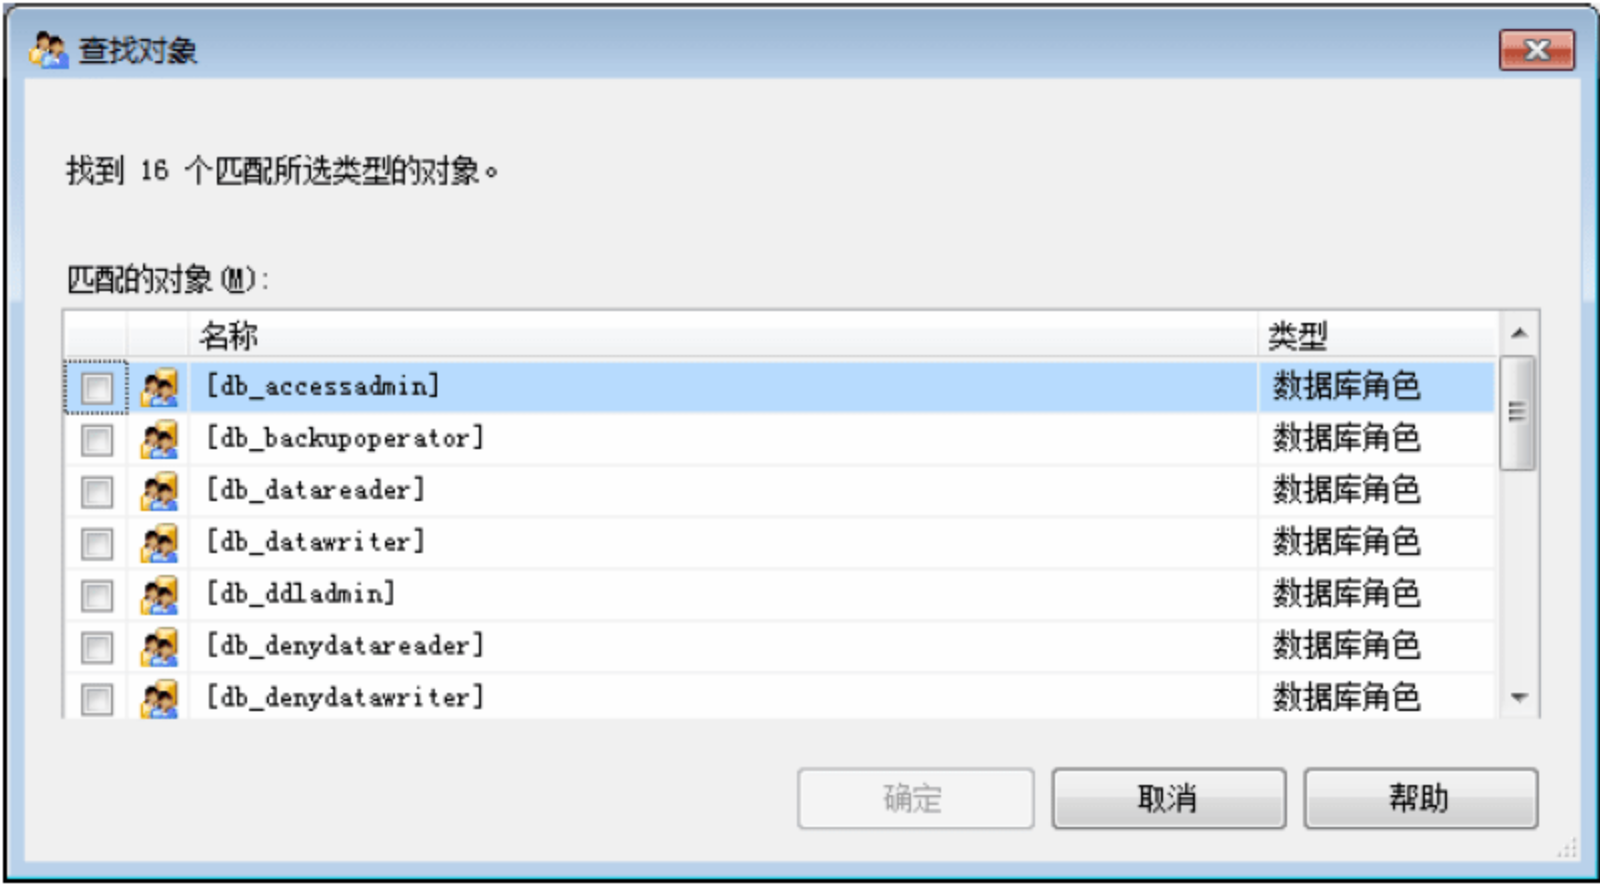 查找对象
找到 16 个匹配所选类型的对象。
匹配的对象(M):
名称 类型
[db_accessadmin] 数据库角色
[db_backupoperator] 数据库角色
[db_datareader] 数据库角色
[db_datawriter] 数据库角色
[db_ddladmin] 数据库角色
[db_denydatareader] 数据库角色
[db_denydatawriter] 数据库角色
确定 取消 帮助